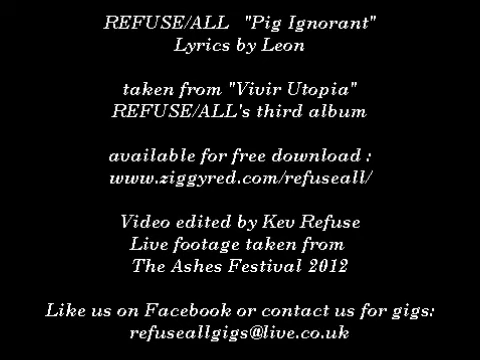 REFUSE/ALL "Pig Ignorant"
Lyrics by Leon
taken from "Vivir Utopia"
REFUSE/ALL's third album
available for free download :
www.ziggyred.com/refuseall/
Video edited by Kev Refuse
Live footage taken from
The Ashes Festival 2012
Like us on Facebook or contact us for gigs:
refuseallgigs@live.co.uk